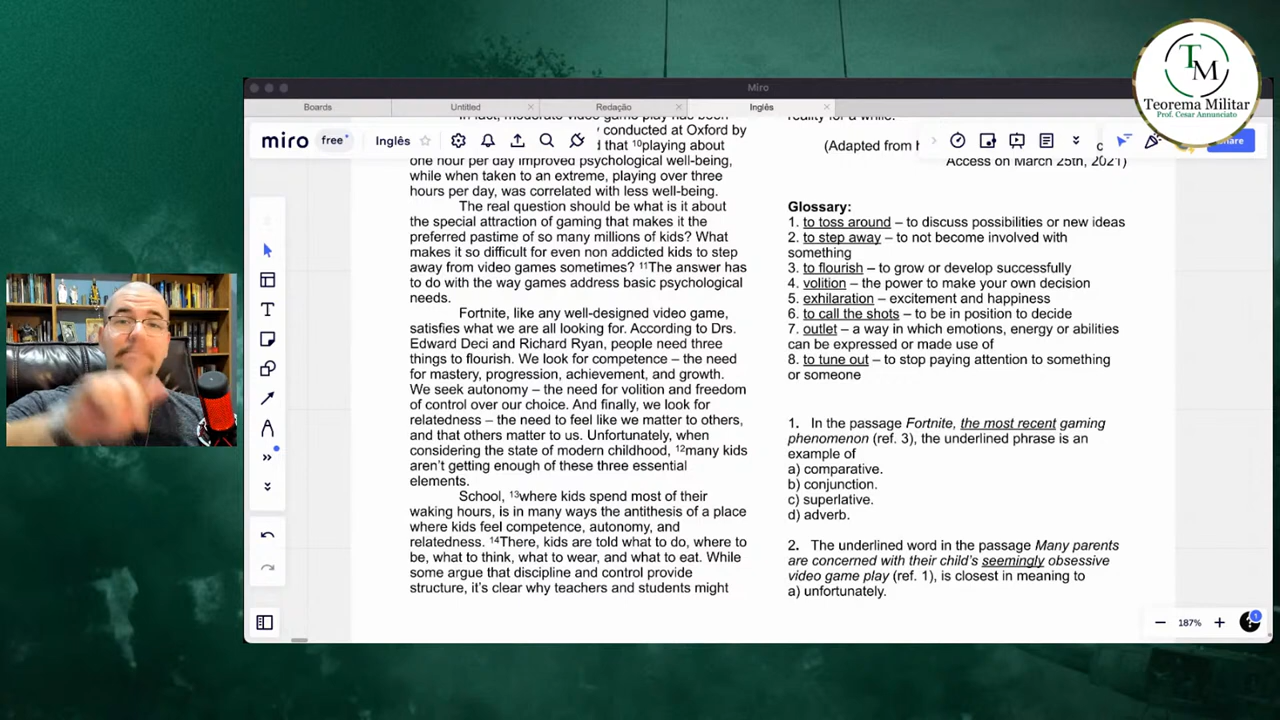 TM
Teorema Militar
Prof. Cesar Annunciato
Miro
Boards
Untitled
Redação
Inglês
miro
free
Inglês
Share
conducted at Oxford by
d that ¹⁰playing about
one hour per day improved psychological well-being,
while when taken to an extreme, playing over three
hours per day, was correlated with less well-being.
The real question should be what is it about
the special attraction of gaming that makes it the
preferred pastime of so many millions of kids? What
makes it so difficult for even non addicted kids to step
away from video games sometimes? ¹¹The answer has
to do with the way games address basic psychological
needs.
Fortnite, like any well-designed video game,
satisfies what we are all looking for. According to Drs.
Edward Deci and Richard Ryan, people need three
things to flourish. We look for competence – the need
for mastery, progression, achievement, and growth.
We seek autonomy – the need for volition and freedom
of control over our choice. And finally, we look for
relatedness – the need to feel like we matter to others,
and that others matter to us. Unfortunately, when
considering the state of modern childhood, ¹²many kids
aren't getting enough of these three essential
elements.
School, ¹³where kids spend most of their
waking hours, is in many ways the antithesis of a place
where kids feel competence, autonomy, and
relatedness. ¹⁴There, kids are told what to do, where to
be, what to think, what to wear, and what to eat. While
some argue that discipline and control provide
structure, it's clear why teachers and students might
(Adapted from
Access on March 25th, 2021)
Glossary:
1. to toss around – to discuss possibilities or new ideas
2. to step away – to not become involved with
something
3. to flourish – to grow or develop successfully
4. volition – the power to make your own decision
5. exhilaration – excitement and happiness
6. to call the shots – to be in position to decide
7. outlet – a way in which emotions, energy or abilities
can be expressed or made use of
8. to tune out – to stop paying attention to something
or someone
1. In the passage Fortnite, the most recent gaming
phenomenon (ref. 3), the underlined phrase is an
example of
a) comparative.
b) conjunction.
c) superlative.
d) adverb.
2. The underlined word in the passage Many parents
are concerned with their child's seemingly obsessive
video game play (ref. 1), is closest in meaning to
a) unfortunately.
187%